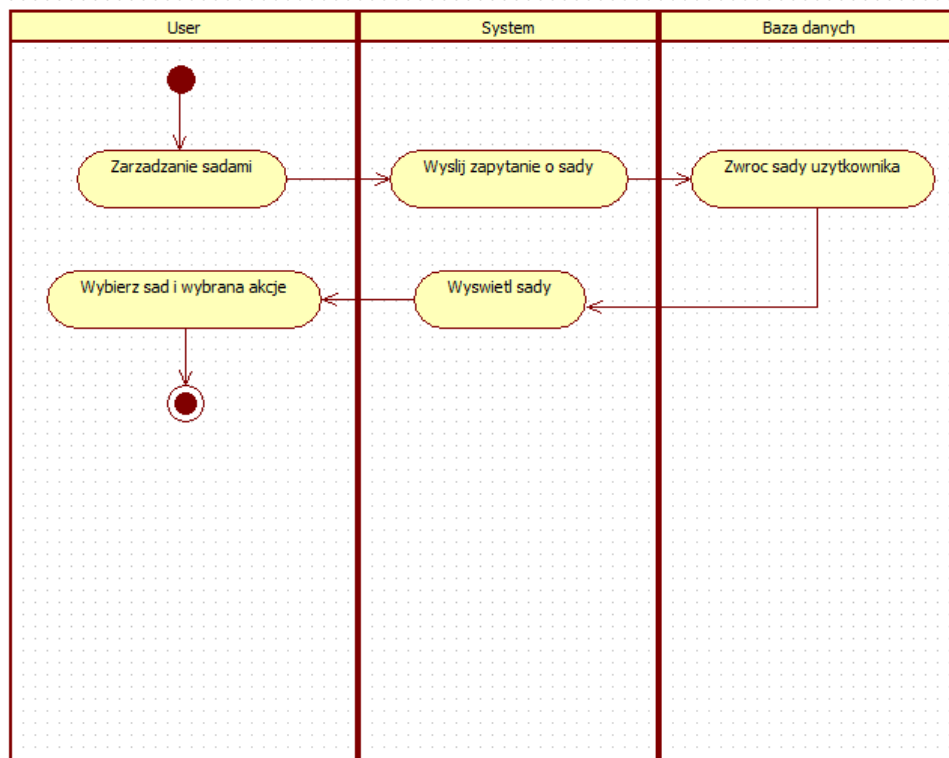 User
System
Baza danych
Zarzadzanie sadami
Wyslij zapytanie o sady
Zwroc sady uzytkownika
Wybierz sad i wybrana akcje
Wyswietl sady